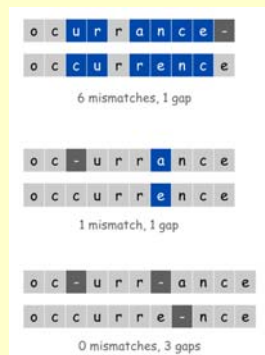 o c u r r a n c e -
o c c u r r e n c e
6 mismatches, 1 gap
o c - u r r a n c e
o c c u r r e n c e
1 mismatch, 1 gap
o c - u r r - a n c e
o c c u r r e - n c e
0 mismatches, 3 gaps